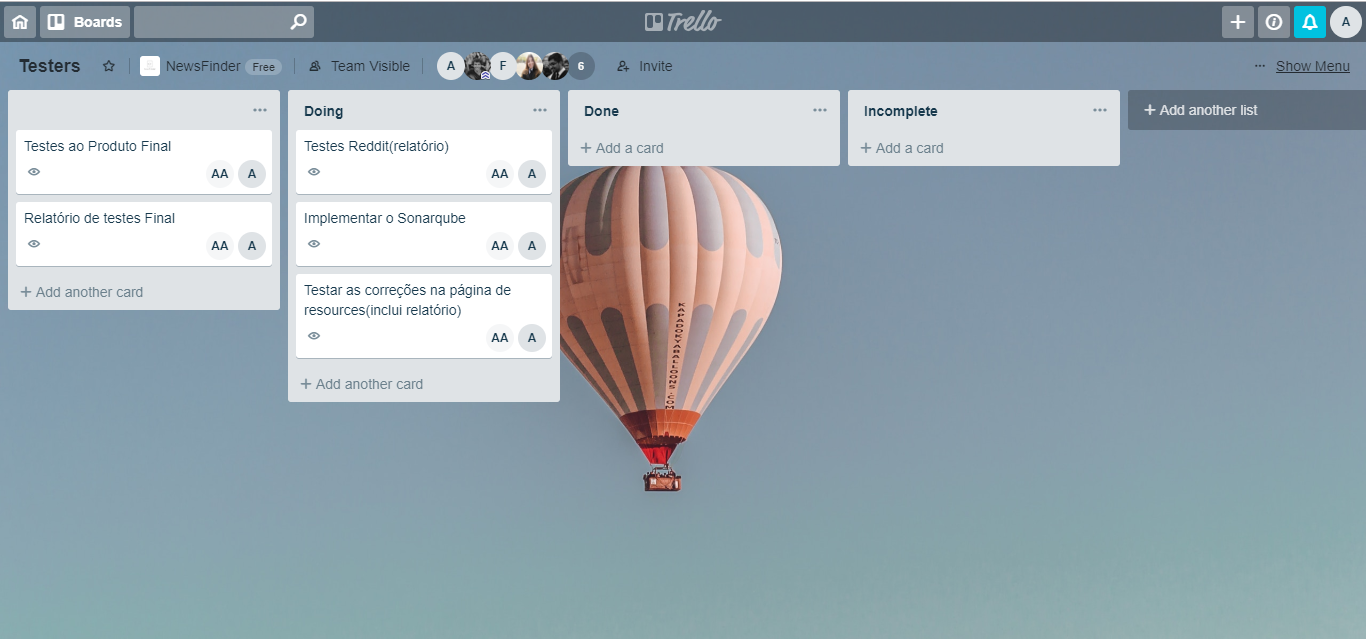 Boards
Trello
A
Testers
NewsFinder Free
Team Visible
A
F
6
Invite
... Show Menu
Testes ao Produto Final
AA A
Relatório de testes Final
AA A
+ Add another card
Doing
Testes Reddit(relatório)
AA A
Implementar o Sonarqube
AA A
Testar as correções na página de
resources(inclui relatório)
AA A
+ Add another card
Done
+ Add a card
Incomplete
+ Add a card
+ Add another list
KAPADOKYABALLOONS.COM